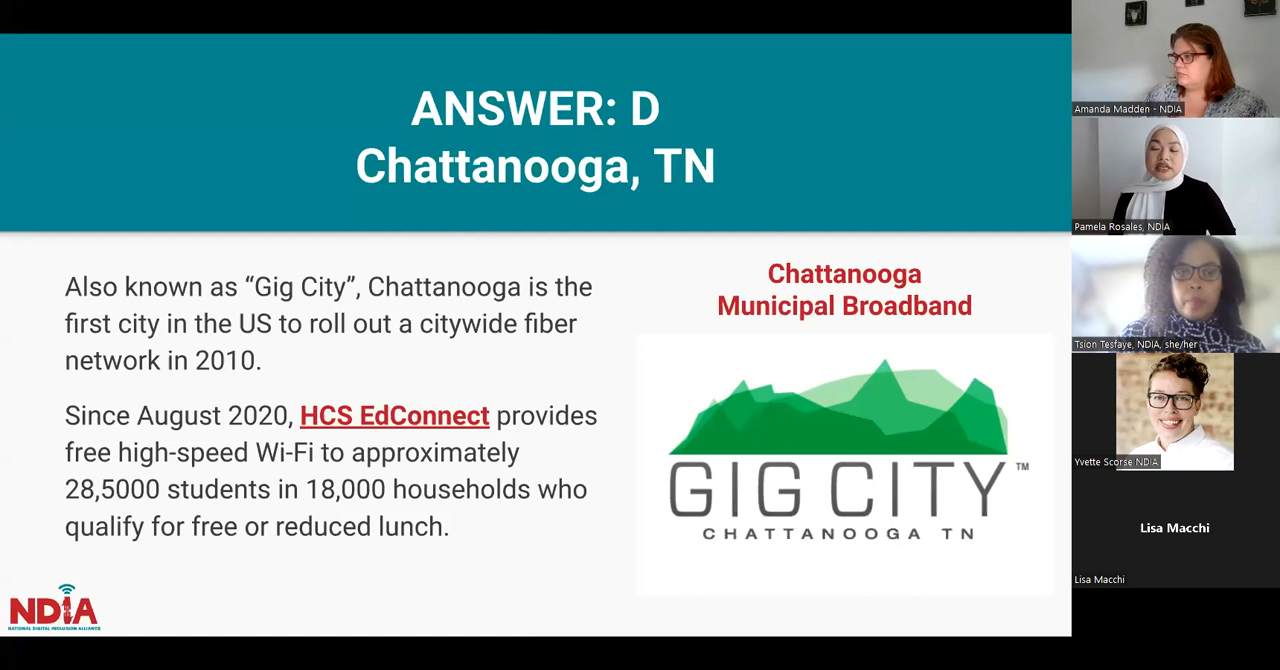 ANSWER: D
Chattanooga, TN
Also known as “Gig City”, Chattanooga is the
first city in the US to roll out a citywide fiber
network in 2010.
Since August 2020, HCS EdConnect provides
free high-speed Wi-Fi to approximately
28,5000 students in 18,000 households who
qualify for free or reduced lunch.
Chattanooga
Municipal Broadband
GIG CITY™
CHATTANOOGA TN
NDIA
NATIONAL DIGITAL INCLUSION ALLIANCE
Amanda Madden - NDIA
Pamela Rosales, NDIA
Tsion Tesfaye, NDIA, she/her
Yvette Scorse NDIA
Lisa Macchi
Lisa Macchi